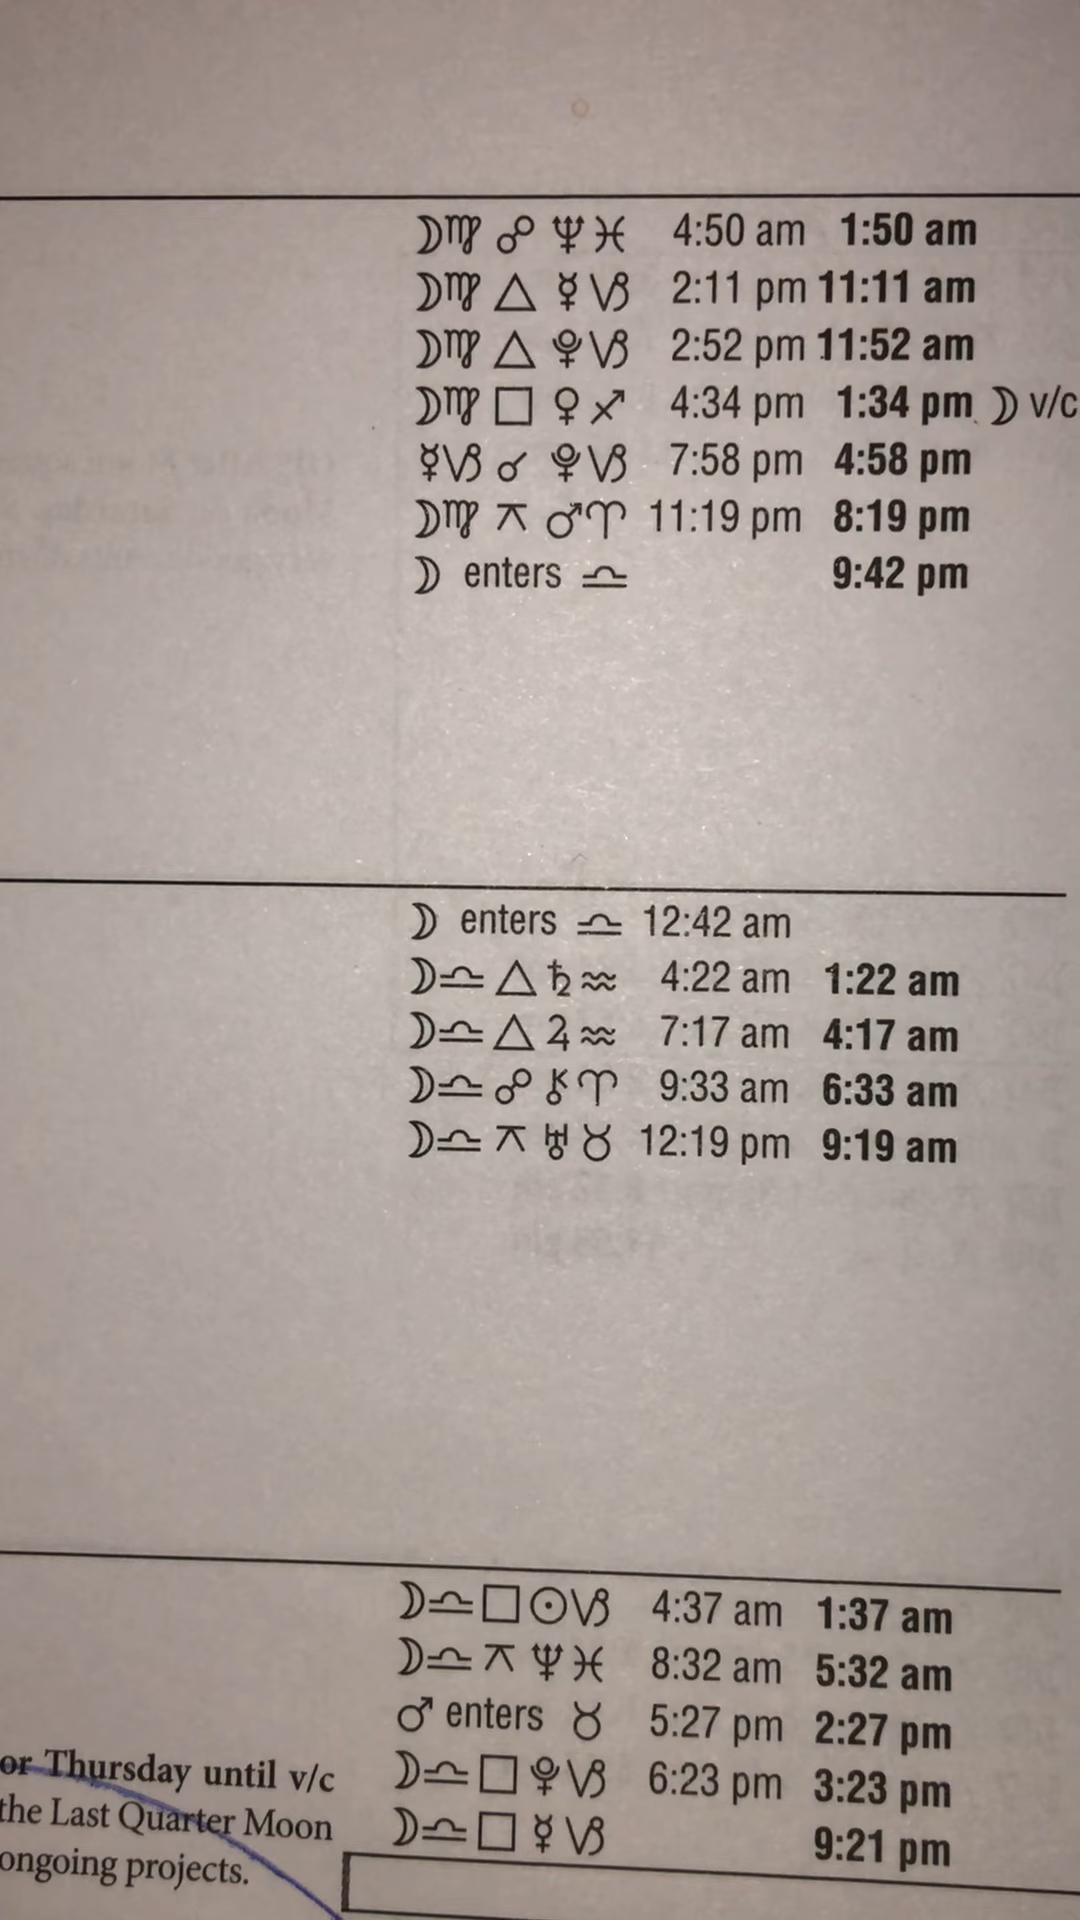 ☽♍ ☍ ♆♓ 4:50 am 1:50 am
☽♍ △ ☿♑ 2:11 pm 11:11 am
☽♍ △ ⯓♑ 2:52 pm 11:52 am
☽♍ □ ♀♐ 4:34 pm 1:34 pm ☽ v/c
☿♑ ☌ ⯓♑ 7:58 pm 4:58 pm
☽♍ ⚻ ♂♈ 11:19 pm 8:19 pm
☽ enters ♎ 9:42 pm
☽ enters ♎ 12:42 am
☽♎ △ ♄♒ 4:22 am 1:22 am
☽♎ △ ♃♒ 7:17 am 4:17 am
☽♎ ☍ ⚷♈ 9:33 am 6:33 am
☽♎ ⚻ ♅♉ 12:19 pm 9:19 am
☽♎ □ ☉♑ 4:37 am 1:37 am
☽♎ ⚻ ♆♓ 8:32 am 5:32 am
♂ enters ♉ 5:27 pm 2:27 pm
☽♎ □ ⯓♑ 6:23 pm 3:23 pm
☽♎ □ ☿♑ 9:21 pm
or Thursday until v/c
the Last Quarter Moon
ongoing projects.